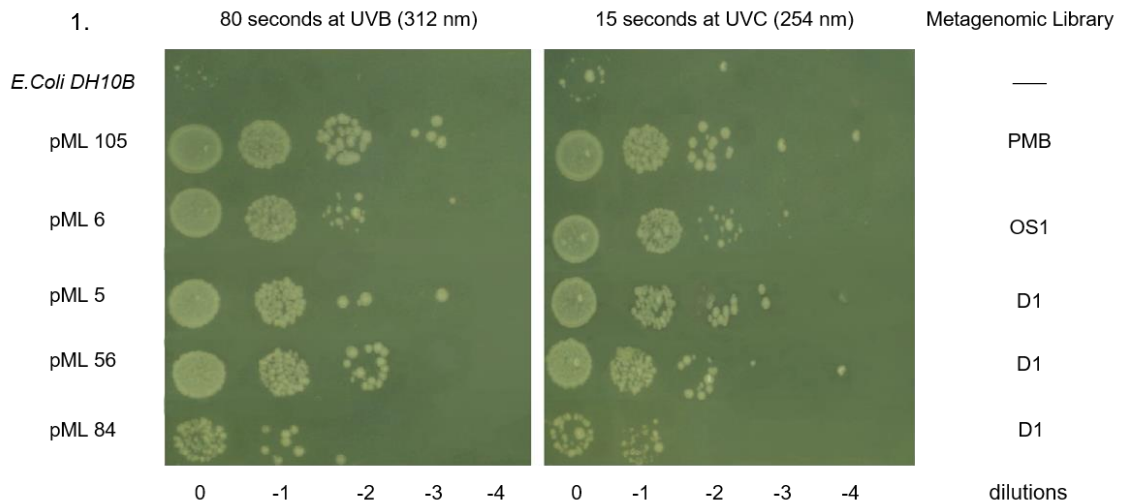 1. 80 seconds at UVB (312 nm) 15 seconds at UVC (254 nm) Metagenomic Library
E.Coli DH10B —
pML 105 PMB
pML 6 OS1
pML 5 D1
pML 56 D1
pML 84 D1
0 -1 -2 -3 -4 0 -1 -2 -3 -4 dilutions